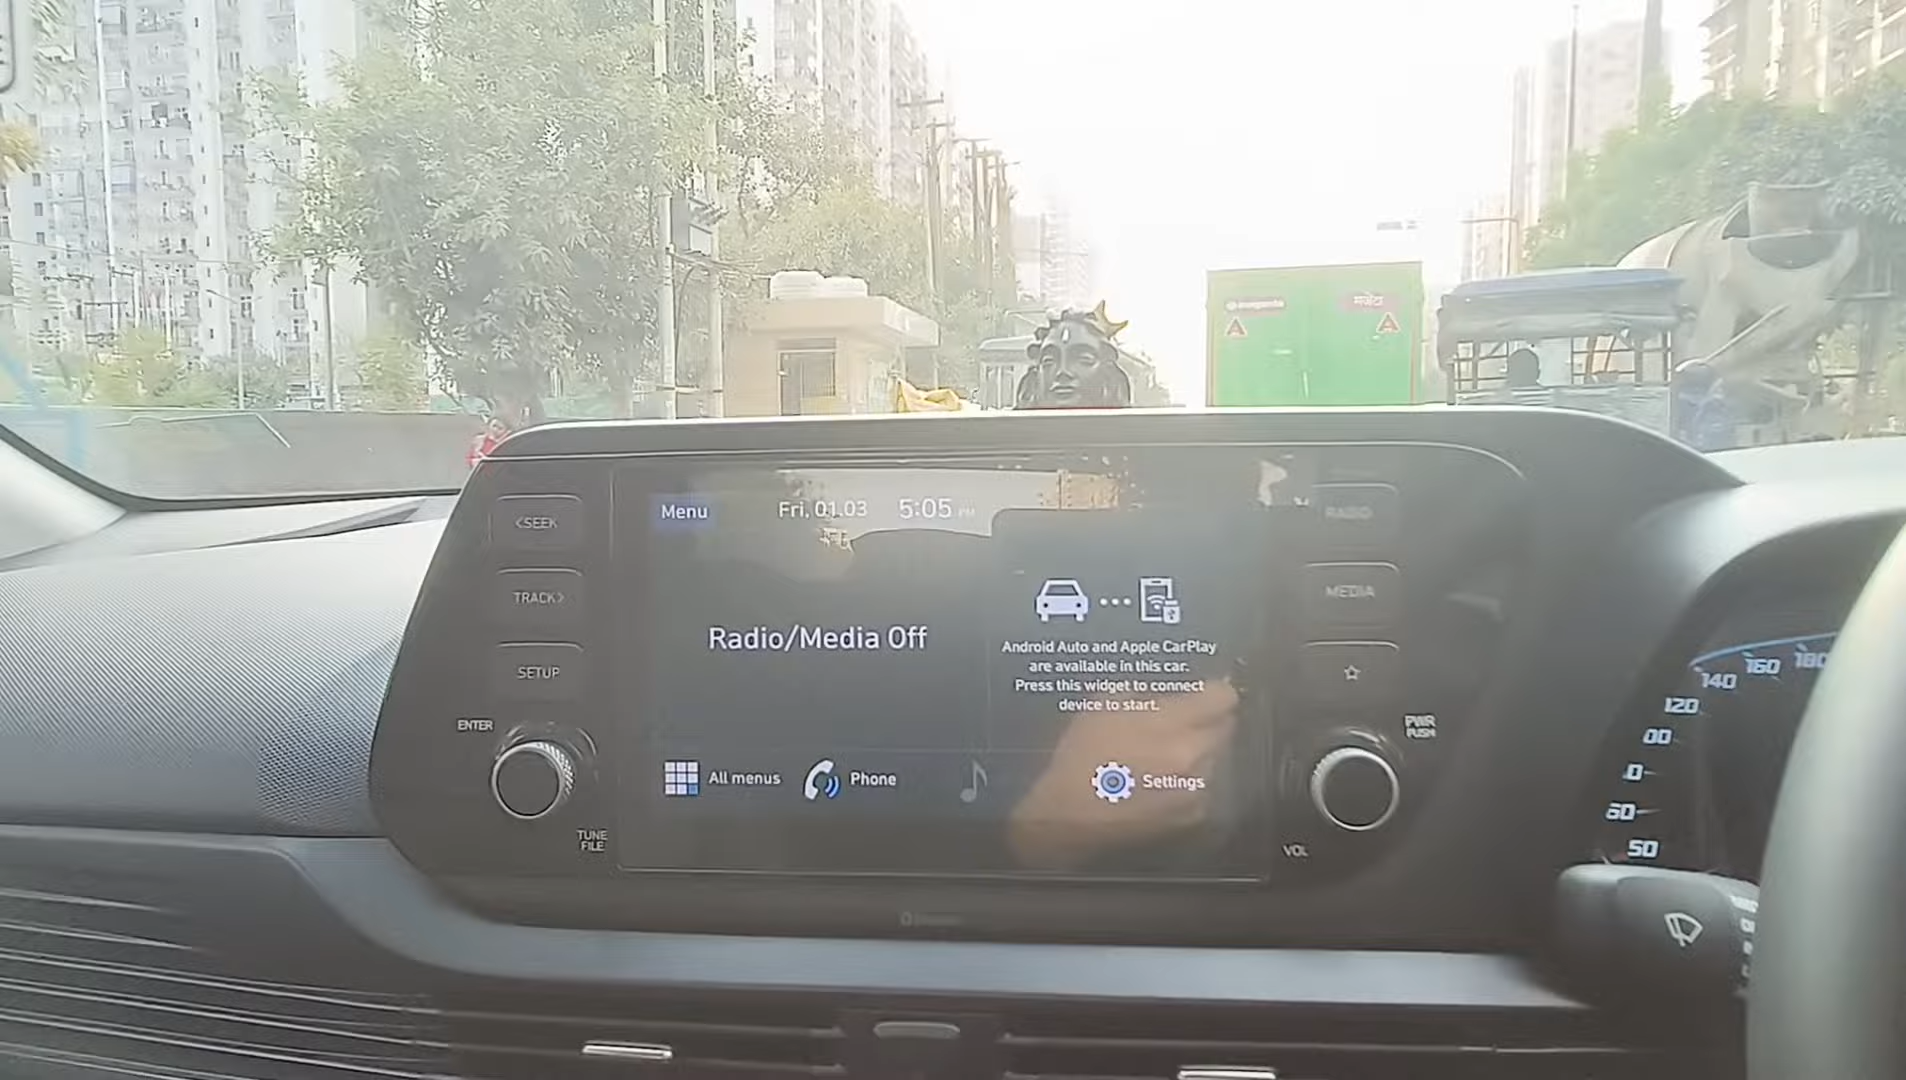 <SEEK
TRACK>
SETUP
ENTER
TUNE
FILE
Menu
Fri, 01.03
5:05 PM
Radio/Media Off
Android Auto and Apple CarPlay
are available in this car.
Press this widget to connect
device to start.
All menus
Phone
Settings
RADIO
MEDIA
PWR
PUSH
VOL
180
160
140
120
60
50